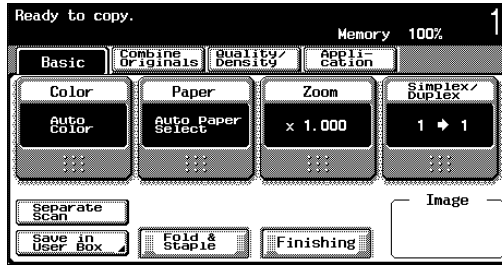 Ready to copy.
1
Memory 100%
Basic
Combine
Originals
Quality/
Density
Appli-
cation
Color
Auto
Color
Paper
Auto Paper
Select
Zoom
x 1.000
Simplex/
Duplex
1 ➔ 1
Separate
Scan
Save in
User Box
Fold &
Staple
Finishing
Image